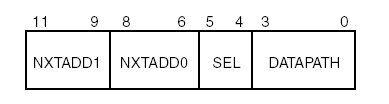 11 9 8 6 5 4 3 0
NXTADD1 NXTADD0 SEL DATAPATH